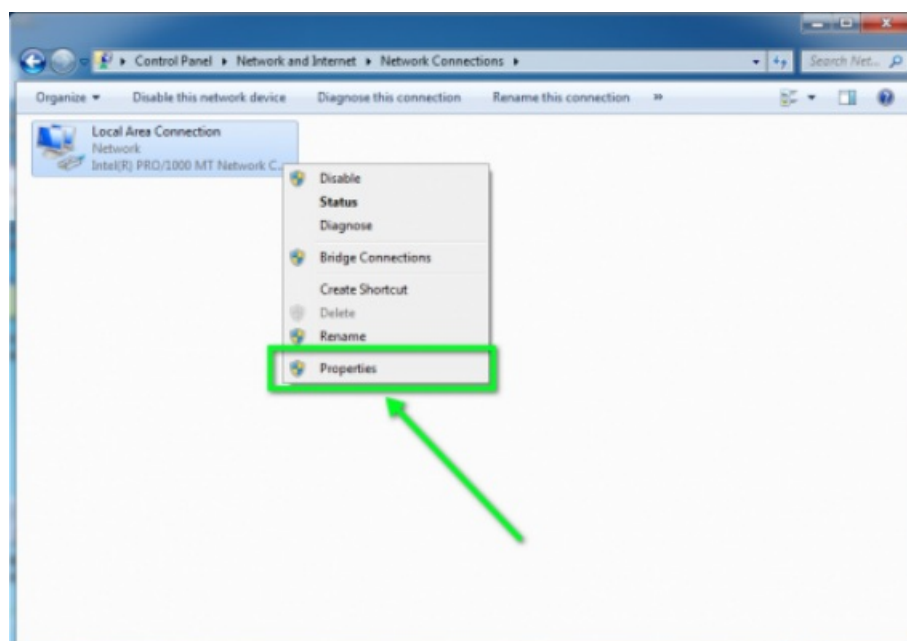 Control Panel ▸ Network and Internet ▸ Network Connections ▸
Search Net...
Organize ▾ Disable this network device Diagnose this connection Rename this connection »
Local Area Connection
Network
Intel(R) PRO/1000 MT Network C...
Disable
Status
Diagnose
Bridge Connections
Create Shortcut
Delete
Rename
Properties